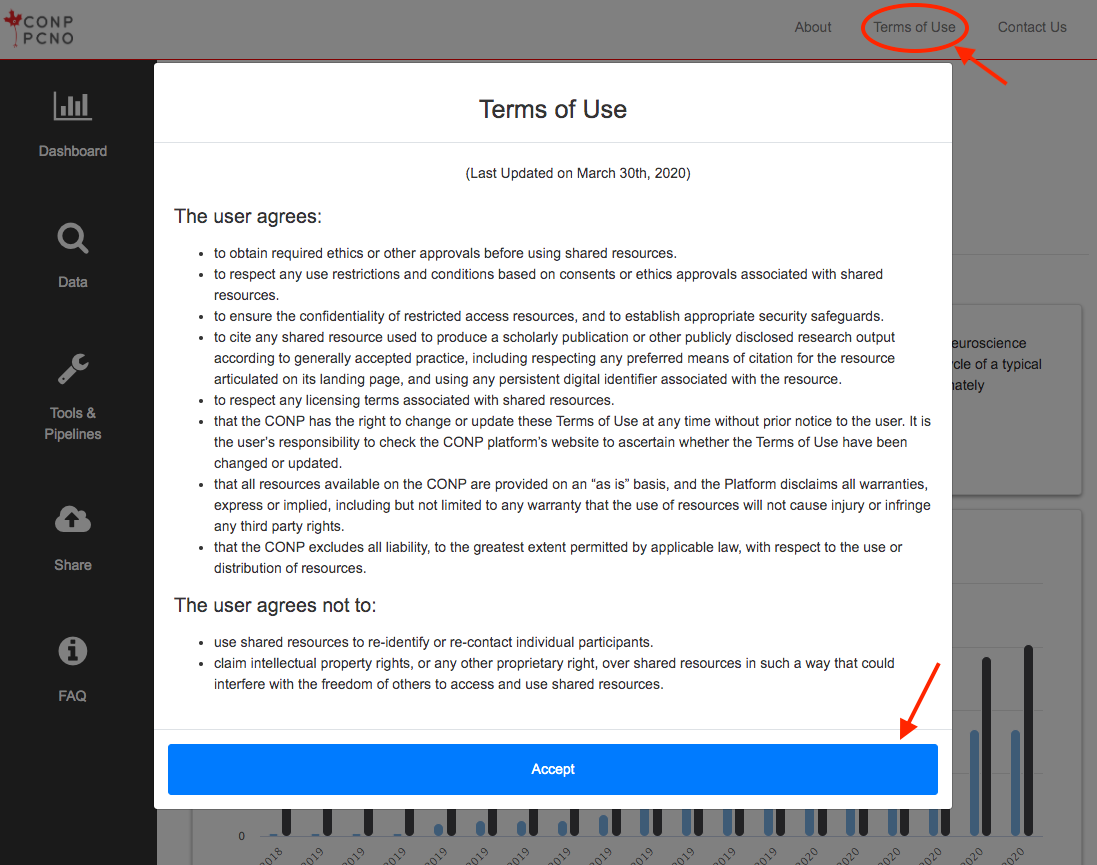 CONP
PCNO
About
Terms of Use
Contact Us
Dashboard
Data
Tools &
Pipelines
Share
FAQ
Terms of Use
(Last Updated on March 30th, 2020)
The user agrees:
• to obtain required ethics or other approvals before using shared resources.
• to respect any use restrictions and conditions based on consents or ethics approvals associated with shared
resources.
• to ensure the confidentiality of restricted access resources, and to establish appropriate security safeguards.
• to cite any shared resource used to produce a scholarly publication or other publicly disclosed research output
according to generally accepted practice, including respecting any preferred means of citation for the resource
articulated on its landing page, and using any persistent digital identifier associated with the resource.
• to respect any licensing terms associated with shared resources.
• that the CONP has the right to change or update these Terms of Use at any time without prior notice to the user. It is
the user’s responsibility to check the CONP platform’s website to ascertain whether the Terms of Use have been
changed or updated.
• that all resources available on the CONP are provided on an “as is” basis, and the Platform disclaims all warranties,
express or implied, including but not limited to any warranty that the use of resources will not cause injury or infringe
any third party rights.
• that the CONP excludes all liability, to the greatest extent permitted by applicable law, with respect to the use or
distribution of resources.
The user agrees not to:
• use shared resources to re-identify or re-contact individual participants.
• claim intellectual property rights, or any other proprietary right, over shared resources in such a way that could
interfere with the freedom of others to access and use shared resources.
Accept
of a typical
0
2019
2019
2019
2019
2019
2019
2019
2019
2019
2019
2019
2020
2020
2020
2020
2020
2020